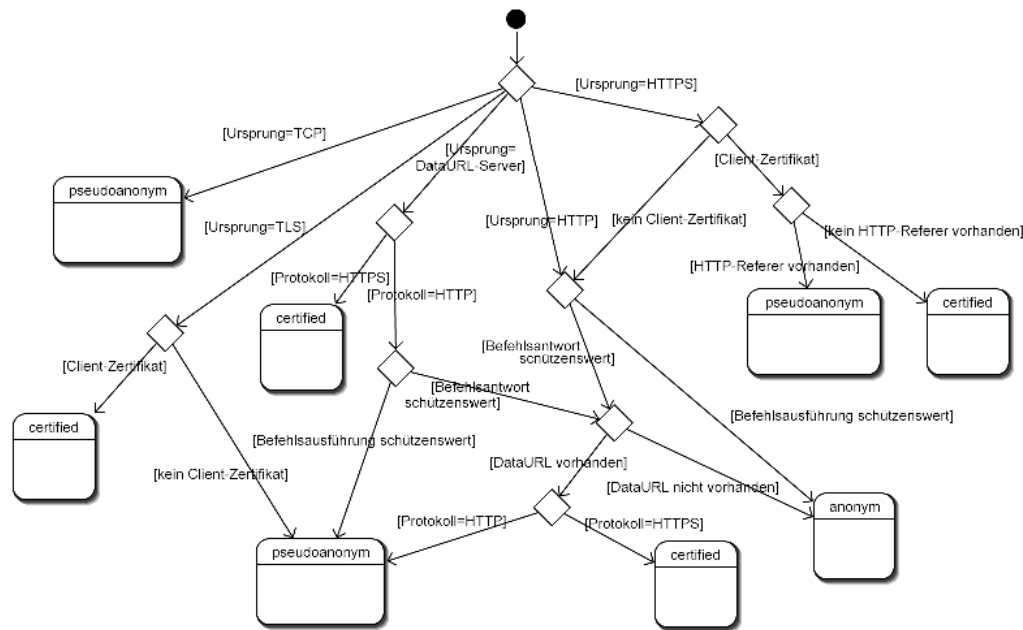 [Ursprung=HTTPS]
[Ursprung=TCP]
[Ursprung=
DataURL-Server]
[Client-Zertifikat]
pseudoanonym
[Ursprung=TLS]
[Ursprung=HTTP]
[kein Client-Zertifikat]
[kein HTTP-Referer vorhanden]
[HTTP-Referer vorhanden]
[Protokoll=HTTPS]
[Protokoll=HTTP]
pseudoanonym
certified
certified
[Client-Zertifikat]
[Befehlsantwort
schützenswert]
[Befehlsantwort
schützenswert]
[Befehlsausführung schützenswert]
certified
[Befehlsausführung schützenswert]
[kein Client-Zertifikat]
[DataURL vorhanden]
[DataURL nicht vorhanden]
anonym
[Protokoll=HTTP]
[Protokoll=HTTPS]
pseudoanonym
certified